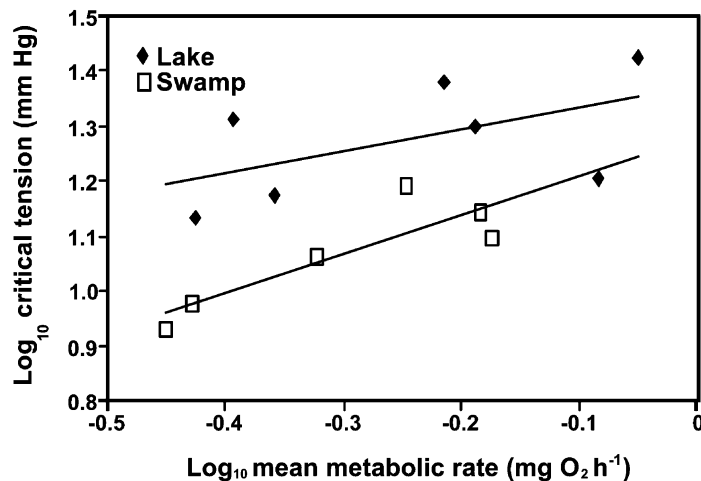 1.5
1.4
1.3
1.2
1.1
1.0
0.9
0.8
Lake
Swamp
-0.5 -0.4 -0.3 -0.2 -0.1 0
Log₁₀ critical tension (mm Hg)
Log₁₀ mean metabolic rate (mg O₂ h⁻¹)